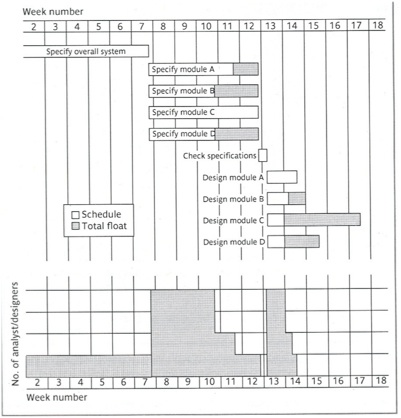 Week number
2 3 4 5 6 7 8 9 10 11 12 13 14 15 16 17 18
Specify overall system
Specify module A
Specify module B
Specify module C
Specify module D
Check specifications
Design module A
Design module B
Design module C
Design module D
Schedule
Total float
No. of analyst/designers
2 3 4 5 6 7 8 9 10 11 12 13 14 15 16 17 18
Week number